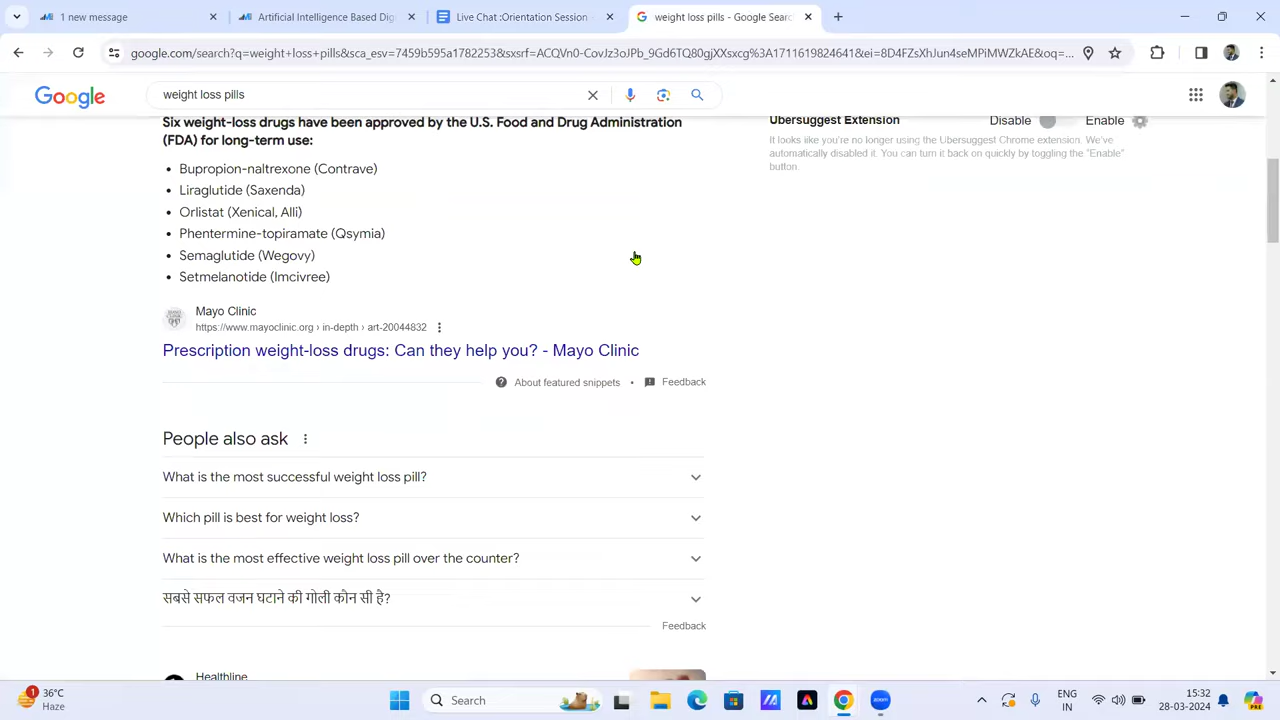 1 new message
Artificial Intelligence Based Dig
Live Chat :Orientation Session
weight loss pills - Google Searc
google.com/search?q=weight+loss+pills&sca_esv=7459b595a1782253&sxsrf=ACQVn0-CovJz3oJPb_9Gd6TQ80gjXXsxcg%3A1711619824641&ei=8D4FZsXhJun4seMPiMWZkAE&oq=...
Google
weight loss pills
Six weight-loss drugs have been approved by the U.S. Food and Drug Administration
(FDA) for long-term use:
• Bupropion-naltrexone (Contrave)
• Liraglutide (Saxenda)
• Orlistat (Xenical, Alli)
• Phentermine-topiramate (Qsymia)
• Semaglutide (Wegovy)
• Setmelanotide (Imcivree)
Ubersuggest Extension Disable Enable
It looks like you're no longer using the Ubersuggest Chrome extension. We've
automatically disabled it. You can turn it back on quickly by toggling the "Enable"
button.
Mayo Clinic
https://www.mayoclinic.org › in-depth › art-20044832
Prescription weight-loss drugs: Can they help you? - Mayo Clinic
About featured snippets • Feedback
People also ask
What is the most successful weight loss pill?
Which pill is best for weight loss?
What is the most effective weight loss pill over the counter?
सबसे सफल वजन घटाने की गोली कौन सी है?
Feedback
Healthline
1
36°C
Haze
Search
zoom
ENG
IN
15:32
28-03-2024
PRE